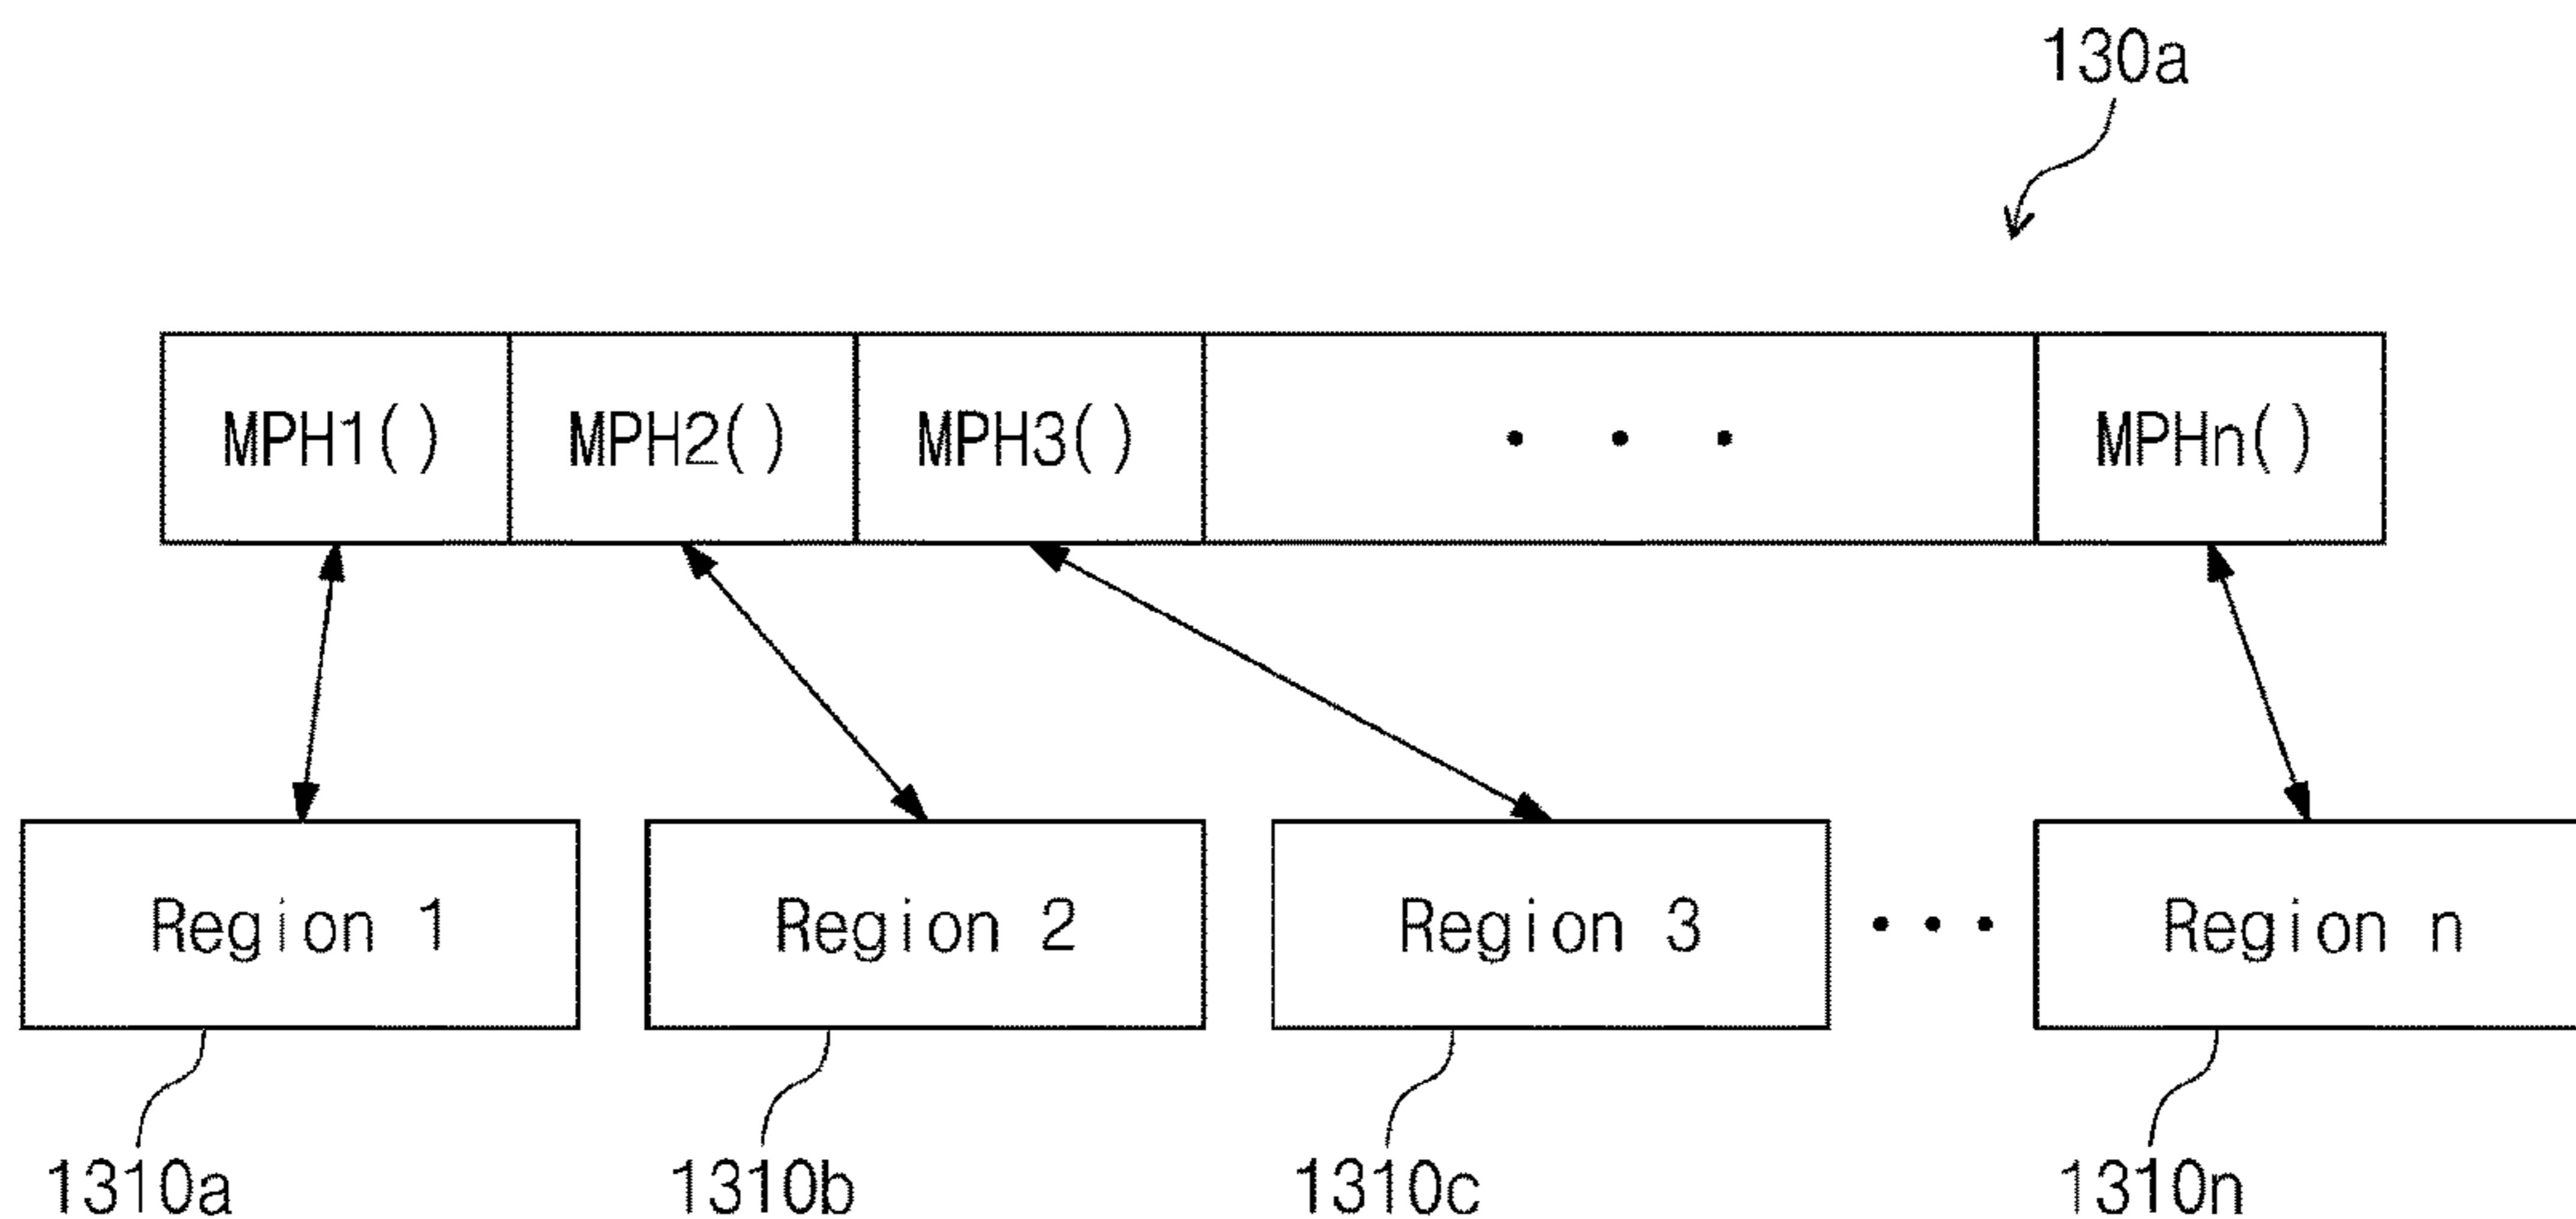 130a
MPH1() MPH2() MPH3() · · · MPHn()
Region 1 Region 2 Region 3 · · · Region n
1310a 1310b 1310c 1310n